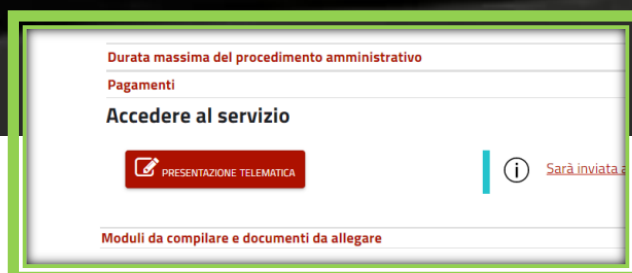 Durata massima del procedimento amministrativo
Pagamenti
Accedere al servizio
PRESENTAZIONE TELEMATICA
Sarà inviata
Moduli da compilare e documenti da allegare